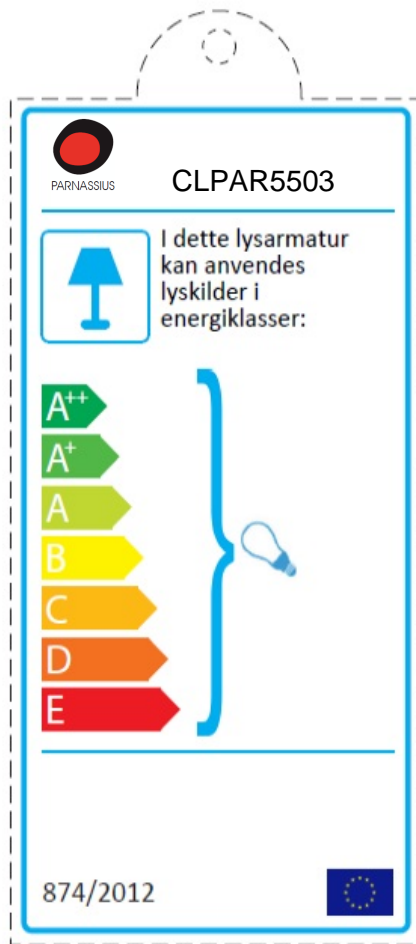 PARNASSIUS
CLPAR5503
I dette lysarmatur
kan anvendes
lyskilder i
energiklasser:
A++
A+
A
B
C
D
E
874/2012